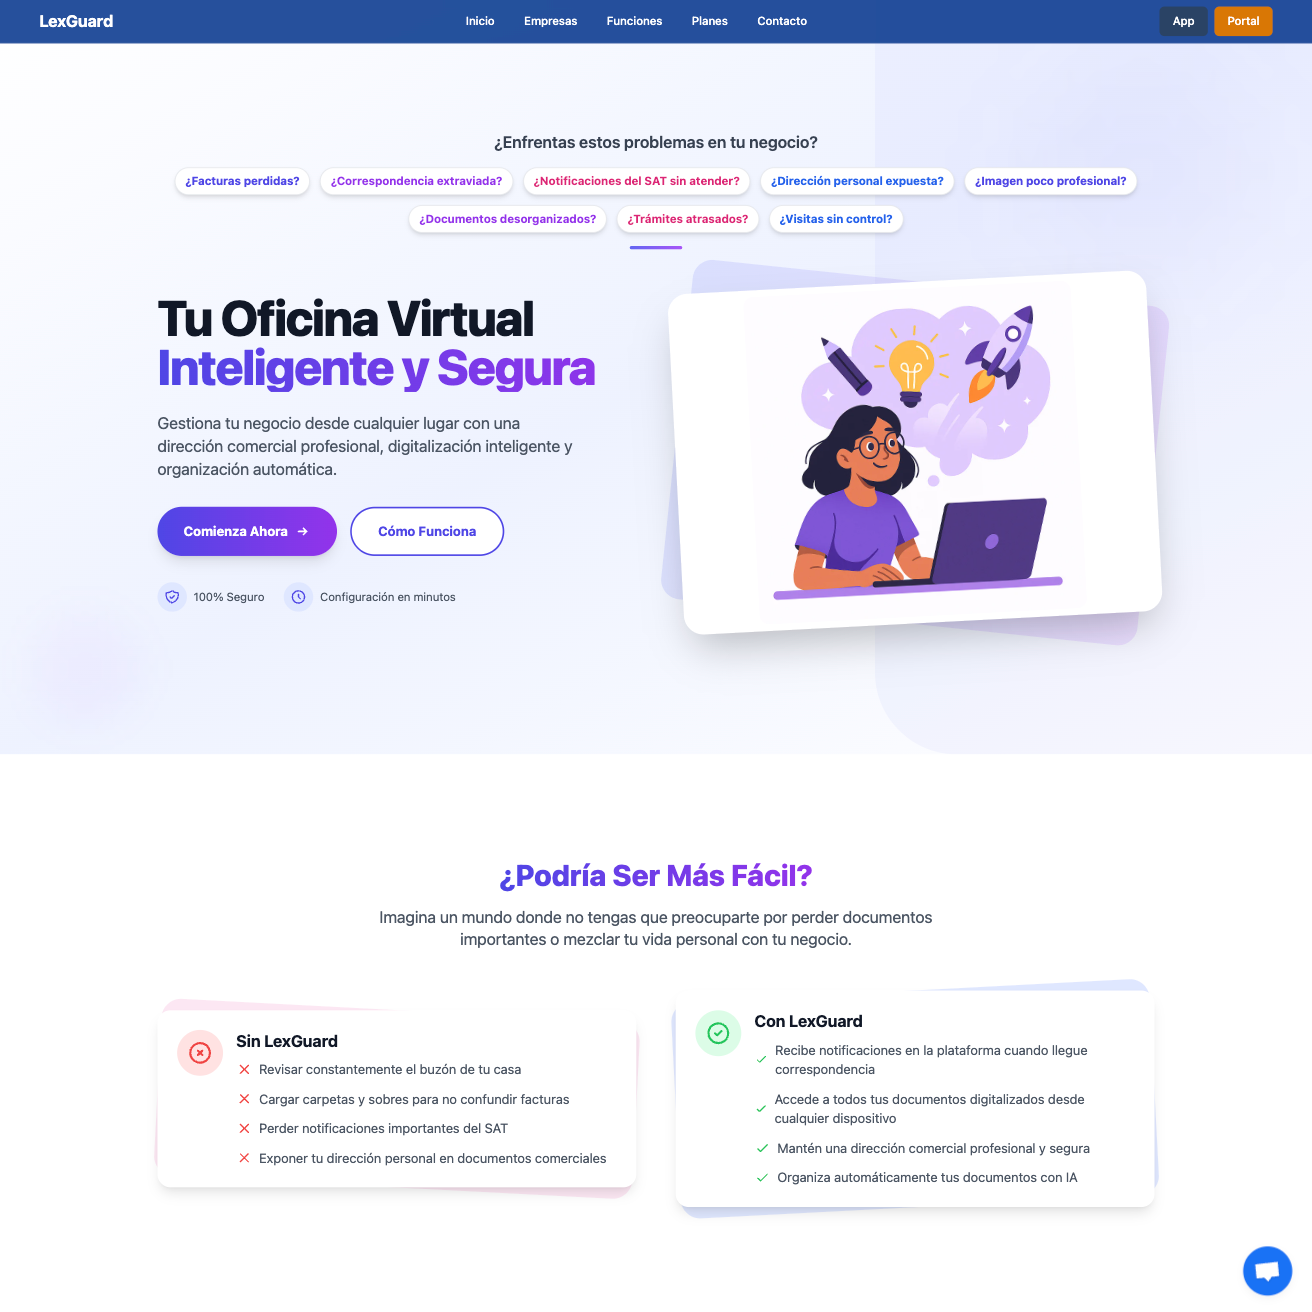 LexGuard
Inicio
Empresas
Funciones
Planes
Contacto
App
Portal
¿Enfrentas estos problemas en tu negocio?
¿Facturas perdidas?
¿Correspondencia extraviada?
¿Notificaciones del SAT sin atender?
¿Dirección personal expuesta?
¿Imagen poco profesional?
¿Documentos desorganizados?
¿Trámites atrasados?
¿Visitas sin control?
Tu Oficina Virtual
Inteligente y Segura
Gestiona tu negocio desde cualquier lugar con una
dirección comercial profesional, digitalización inteligente y
organización automática.
Comienza Ahora →
Cómo Funciona
100% Seguro
Configuración en minutos
¿Podría Ser Más Fácil?
Imagina un mundo donde no tengas que preocuparte por perder documentos
importantes o mezclar tu vida personal con tu negocio.
Sin LexGuard
Revisar constantemente el buzón de tu casa
Cargar carpetas y sobres para no confundir facturas
Perder notificaciones importantes del SAT
Exponer tu dirección personal en documentos comerciales
Con LexGuard
Recibe notificaciones en la plataforma cuando llegue
correspondencia
Accede a todos tus documentos digitalizados desde
cualquier dispositivo
Mantén una dirección comercial profesional y segura
Organiza automáticamente tus documentos con IA